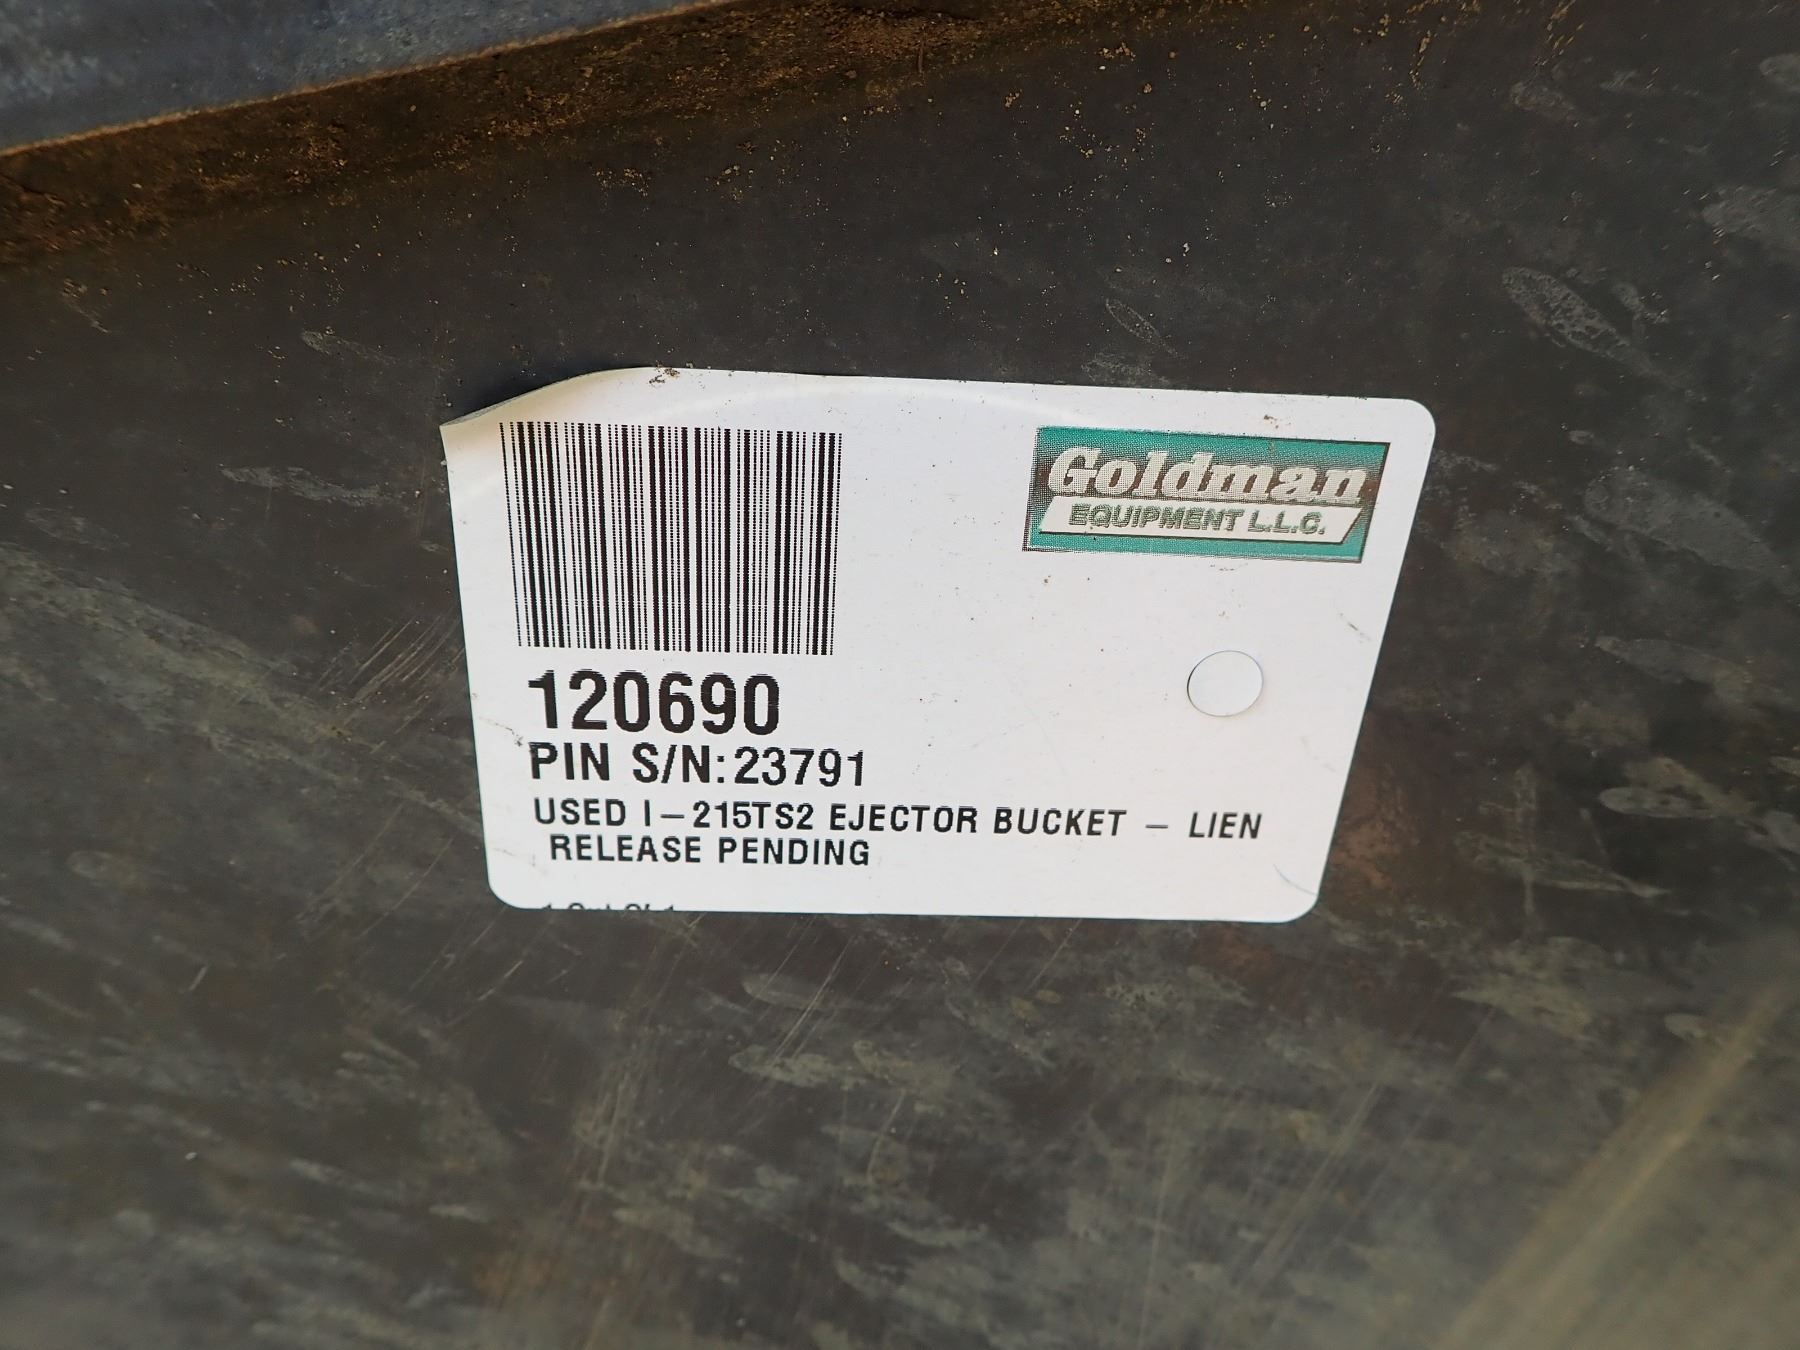 Goldman
EQUIPMENT L.L.C.
120690
PIN S/N:23791
USED I-215TS2 EJECTOR BUCKET - LIEN
RELEASE PENDING